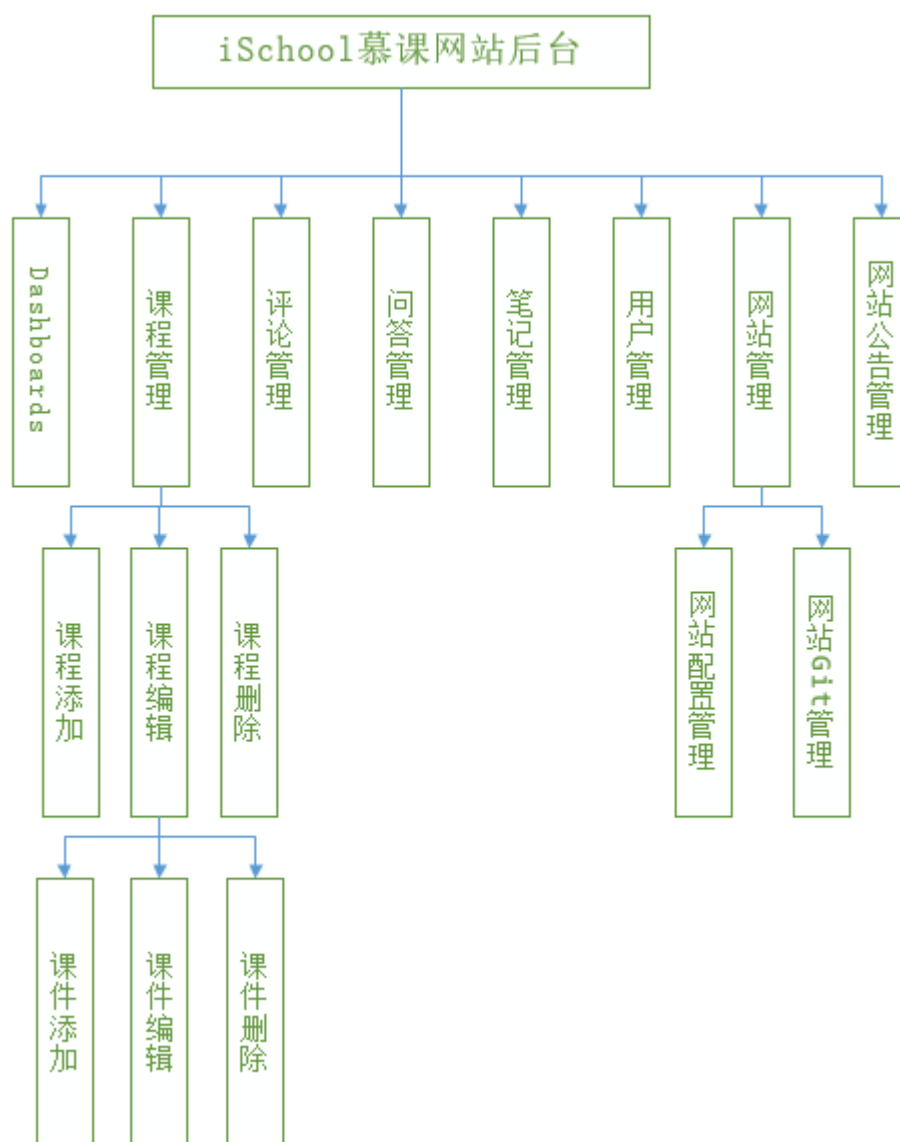 iSchool慕课网站后台
Dashboards
课程管理
评论管理
问答管理
笔记管理
用户管理
网站管理
网站公告管理
课程添加
课程编辑
课程删除
网站配置管理
网站Git管理
课件添加
课件编辑
课件删除